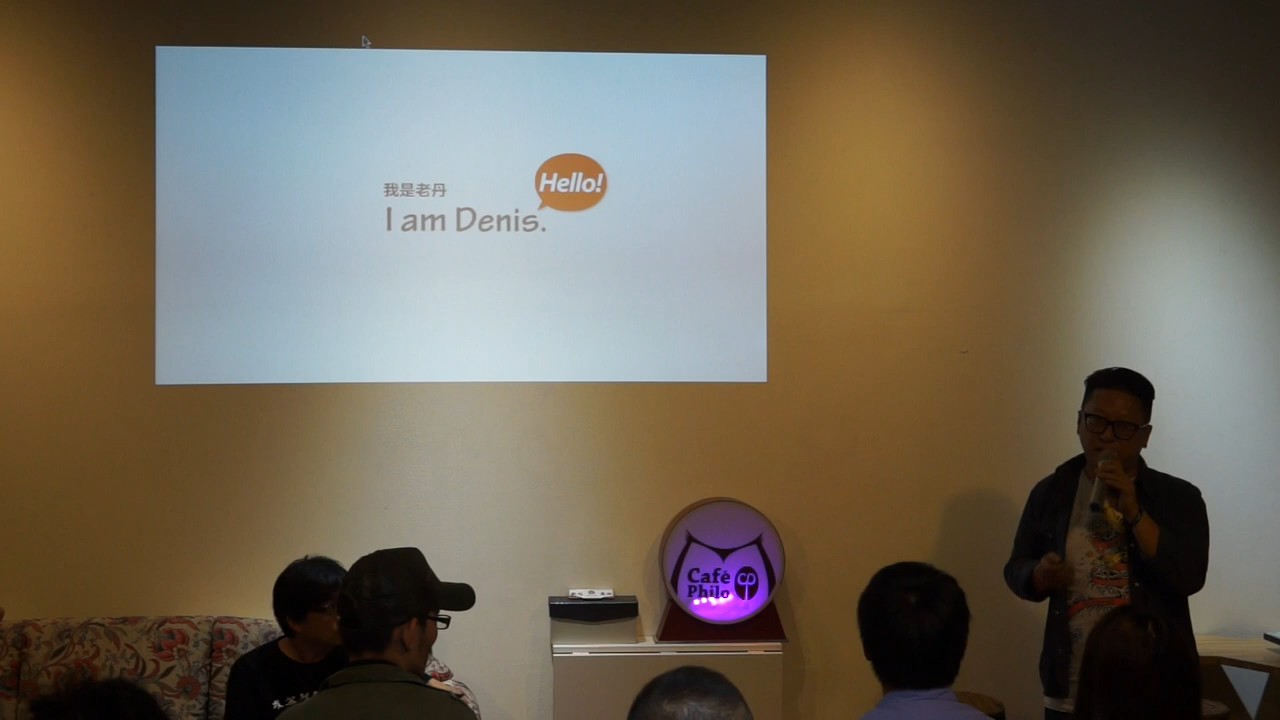 我是老丹
Hello!
I am Denis.
Café
Philo